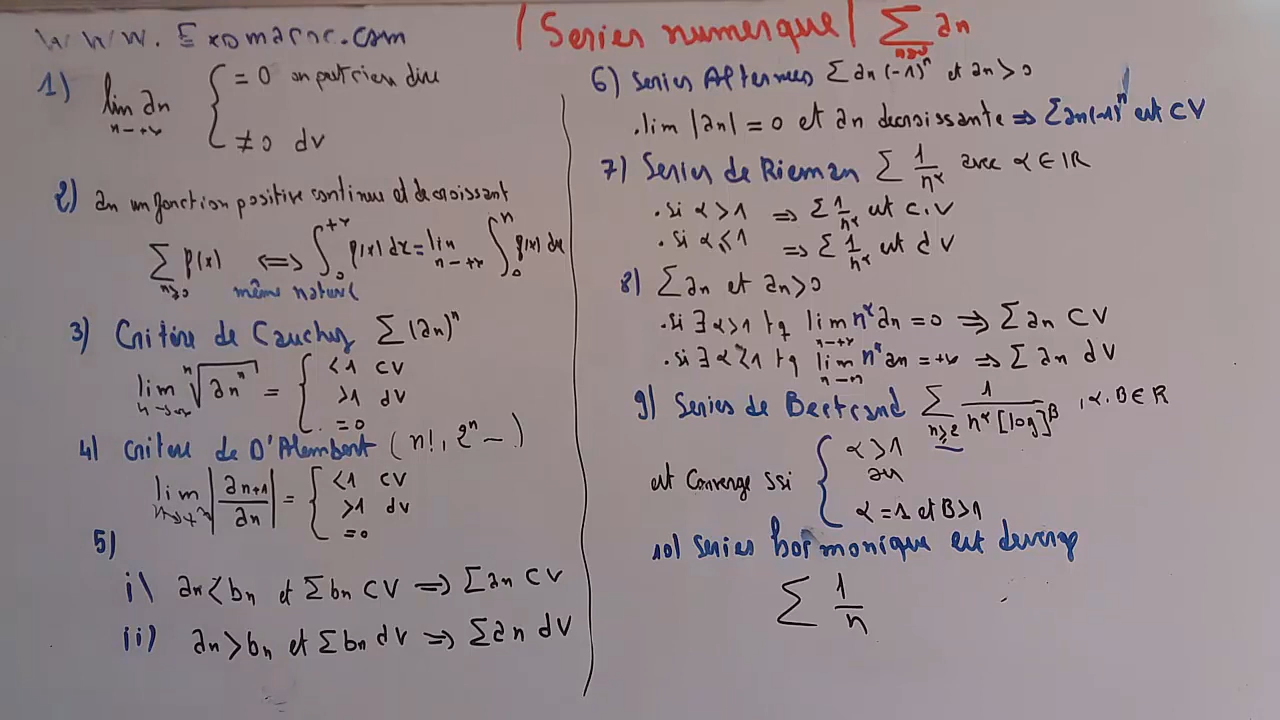 www.Exomaroc.com
|Series numerque| ∑ an
n≥0
1) lim an { = 0 on peut rien dire
n→+∞ ≠ 0 dv
2) an un fonction positive continue et decroissant
∑ f(x) ⟺ ∫₀^+∞ f(x) dx = lim ∫₀^n f(x) dx
n≥0 même nature n→+∞
3) Critère de Cauchy ∑ (an)^n
lim ⁿ√an^n = { <1 CV
>1 dv
= 0
4) Critere de D'Alembert (n!, 2^n ...)
lim |an+1/an| = { <1 CV
>1 dv
= 0
5)
i) an < bn et ∑bn CV ⟹ ∑an CV
ii) an > bn et ∑bn dV ⟹ ∑an dV
6) Series Alternees ∑ an (-1)^n et an > 0
. lim |an| = 0 et an decroissante ⟹ ∑an(-1)^n est CV
7) Series de Rieman ∑ 1/n^α avec α ∈ IR
. si α > 1 ⟹ ∑ 1/n^α est C.V
. si α ≤ 1 ⟹ ∑ 1/n^α est d V
8) ∑an et an > 0
. si ∃ α > 1 tq lim n^α an = 0 ⟹ ∑ an CV
n→+∞
. si ∃ α ≤ 1 tq lim n^α an = +∞ ⟹ ∑ an dV
9) Series de Bertrand ∑ 1/(n^α [log]^β) , α, β ∈ R
n≥2
est Converge ssi { α > 1
ou
α = 1 et β > 1
10) Series harmonique est diverge
∑ 1/n